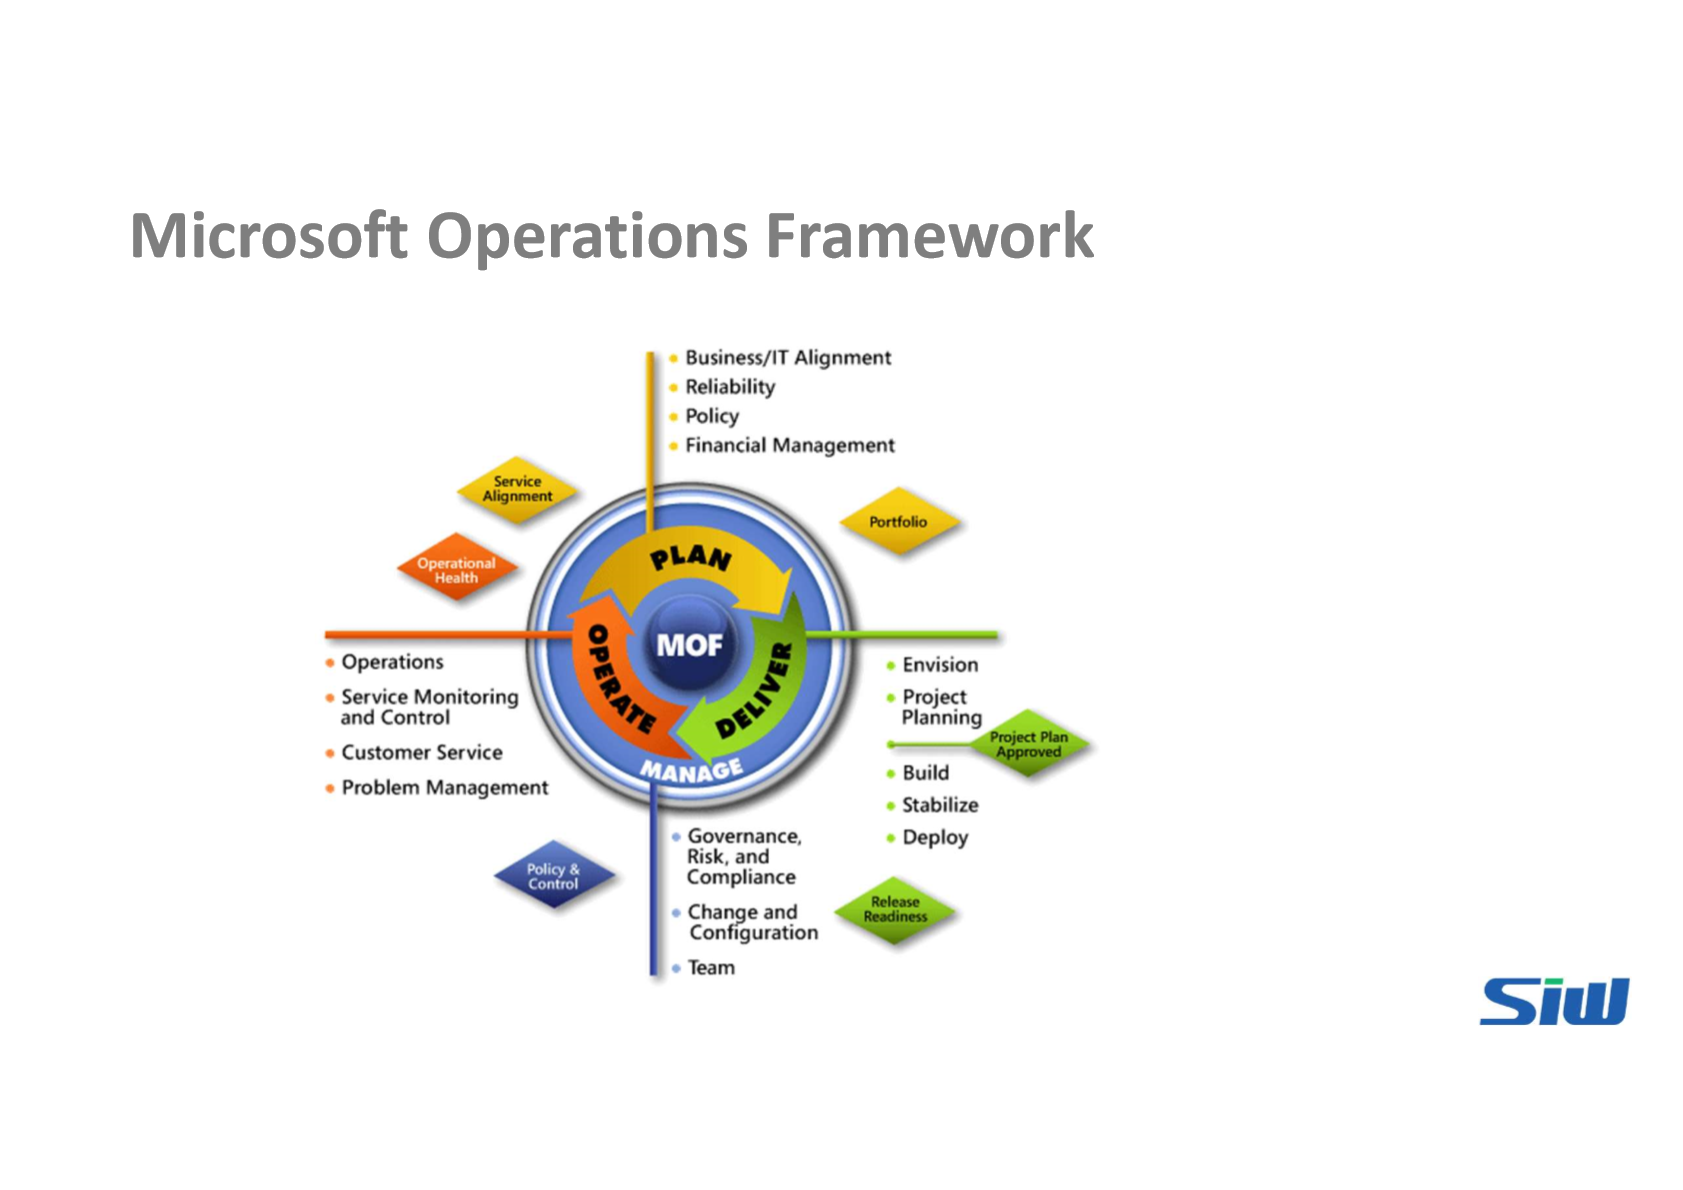 Microsoft Operations Framework
Business/IT Alignment
Reliability
Policy
Financial Management
Service
Alignment
Portfolio
Operational
Health
PLAN
MOF
OPERATE
DELIVER
MANAGE
Operations
Service Monitoring
and Control
Customer Service
Problem Management
Envision
Project
Planning
Project Plan
Approved
Build
Stabilize
Deploy
Governance,
Risk, and
Compliance
Change and
Configuration
Team
Policy &
Control
Release
Readiness
Siw